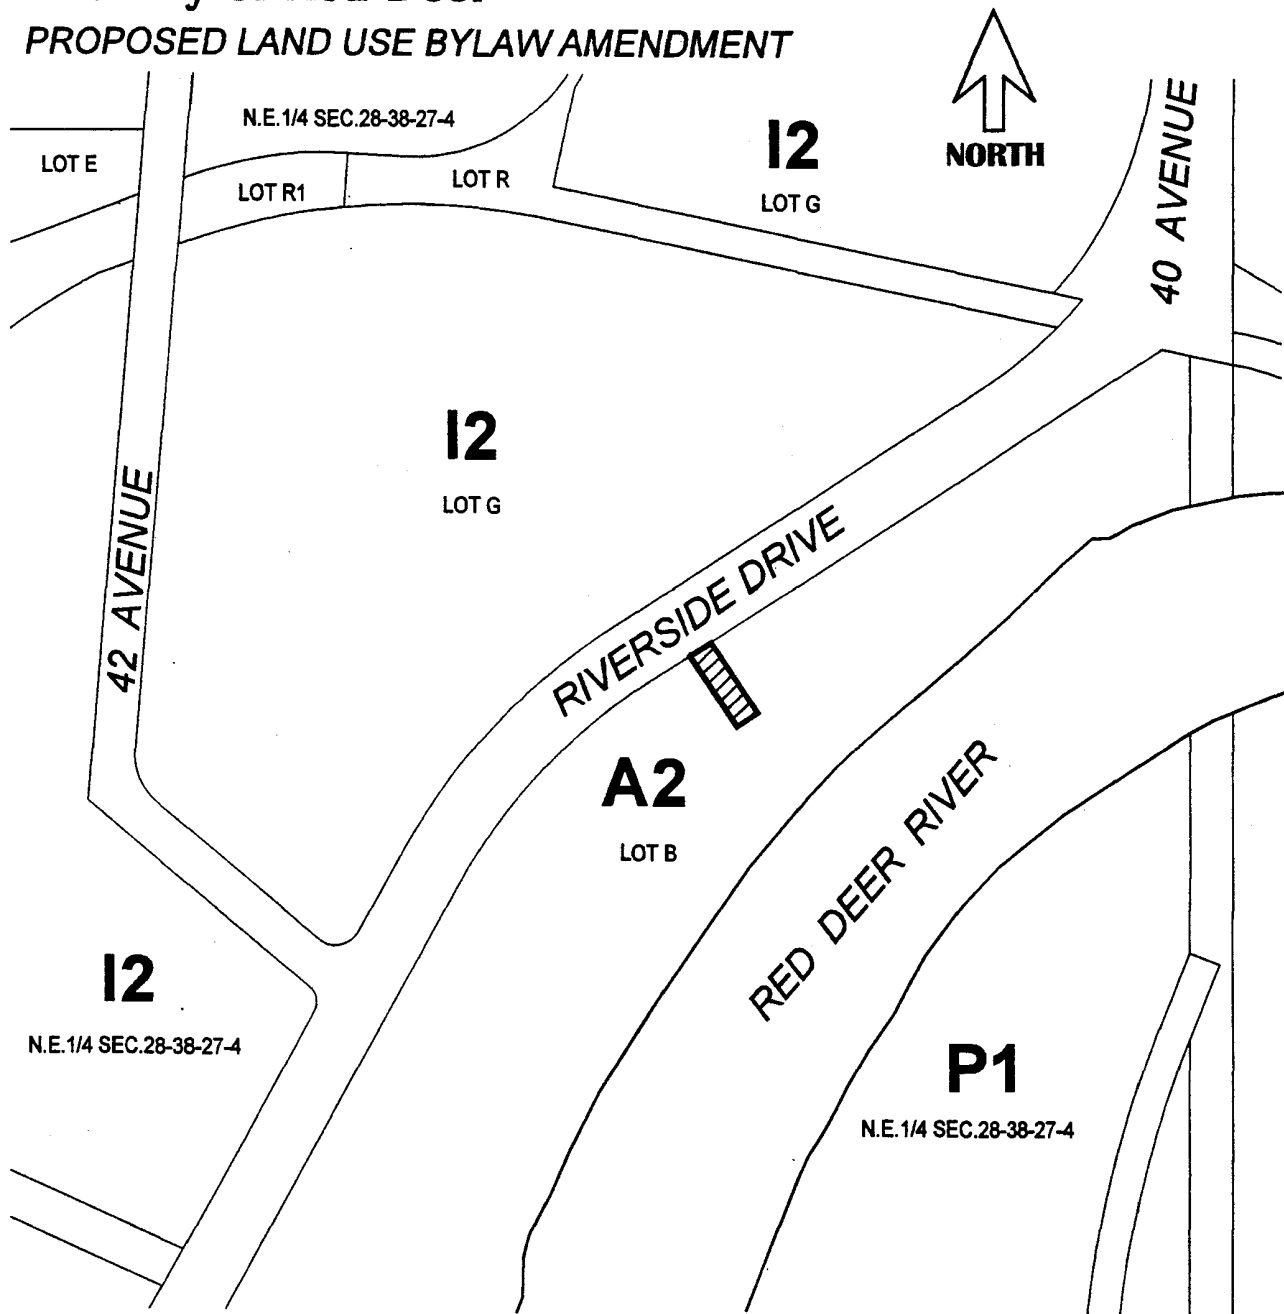 PROPOSED LAND USE BYLAW AMENDMENT
N.E.1/4 SEC.28-38-27-4
I2
NORTH
40 AVENUE
LOT E
LOT R1
LOT R
LOT G
I2
LOT G
42 AVENUE
RIVERSIDE DRIVE
A2
LOT B
RED DEER RIVER
I2
N.E.1/4 SEC.28-38-27-4
P1
N.E.1/4 SEC.28-38-27-4